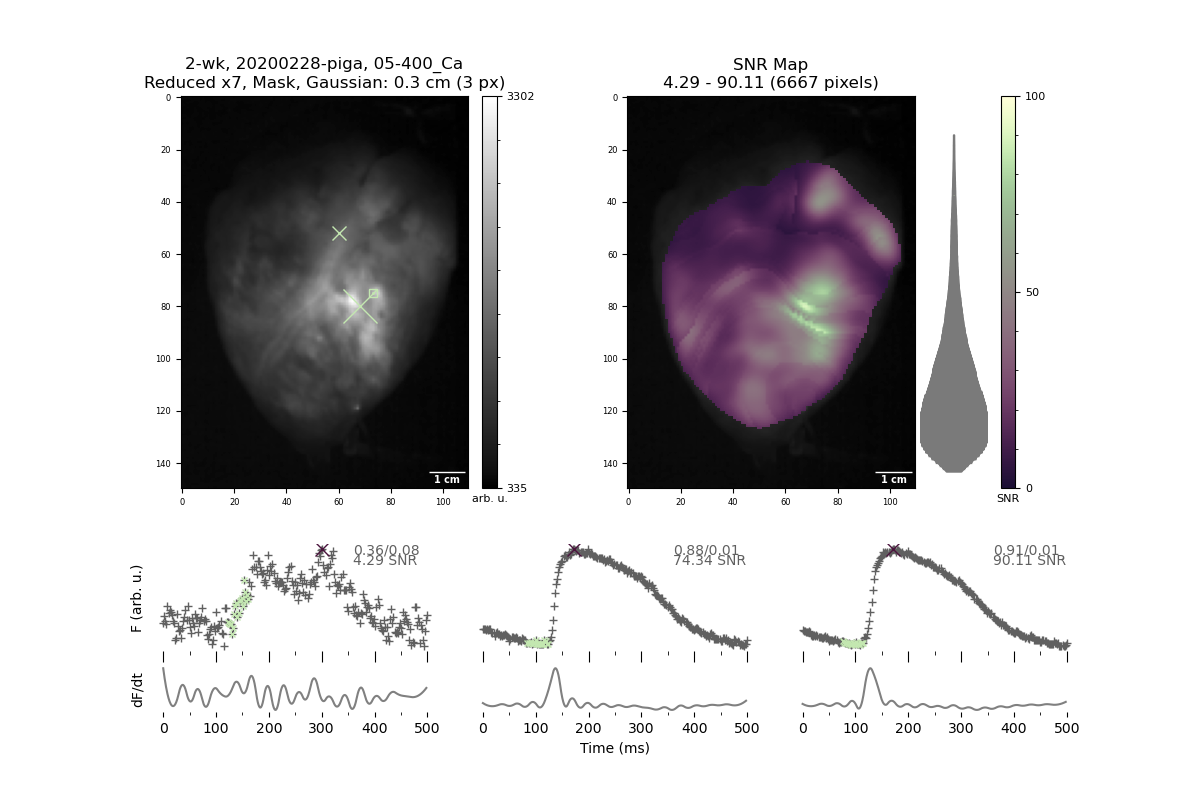 2-wk, 20200228-piga, 05-400_Ca
Reduced x7, Mask, Gaussian: 0.3 cm (3 px)
SNR Map
4.29 - 90.11 (6667 pixels)
0
20
40
60
80
100
120
140
0 20 40 60 80 100
1 cm
3302
335
arb. u.
0
20
40
60
80
100
120
140
0 20 40 60 80 100
1 cm
100
50
0
SNR
F (arb. u.)
0.36/0.08
4.29 SNR
0.88/0.01
74.34 SNR
0.91/0.01
90.11 SNR
dF/dt
0 100 200 300 400 500
0 100 200 300 400 500
0 100 200 300 400 500
Time (ms)